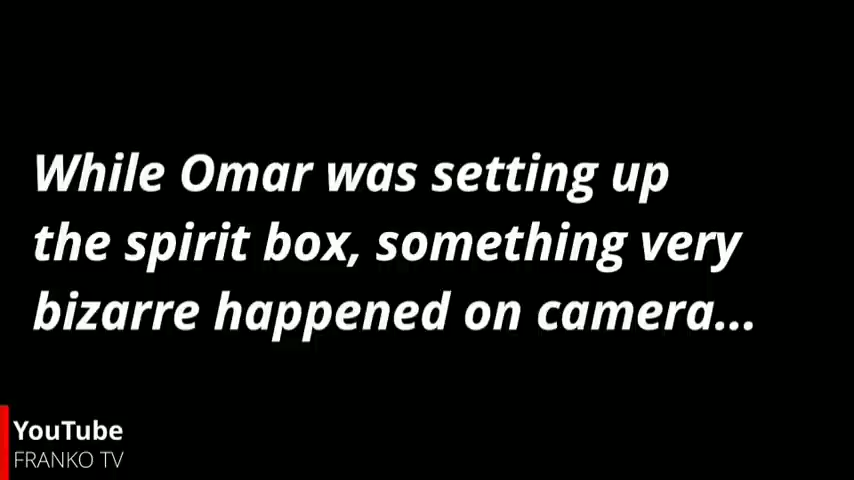 While Omar was setting up
the spirit box, something very
bizarre happened on camera...
YouTube
FRANKO TV